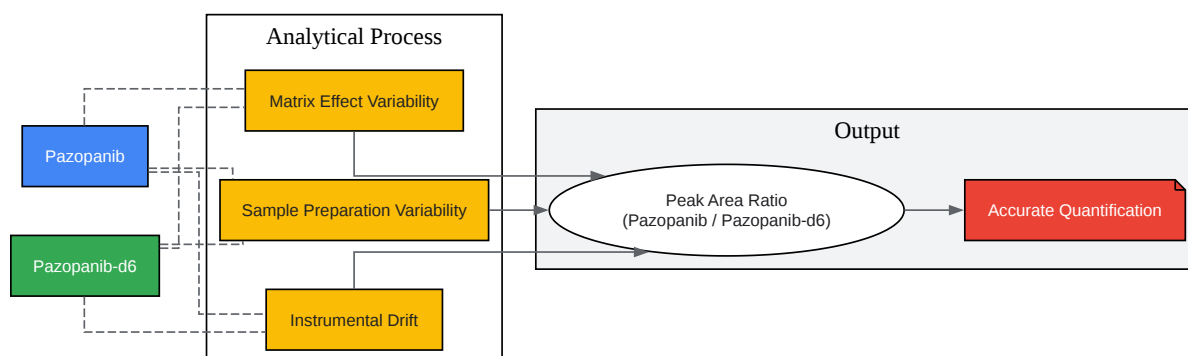 Analytical Process
Matrix Effect Variability
Pazopanib
Sample Preparation Variability
Pazopanib-d6
Instrumental Drift
Output
Peak Area Ratio
(Pazopanib / Pazopanib-d6)
Accurate Quantification